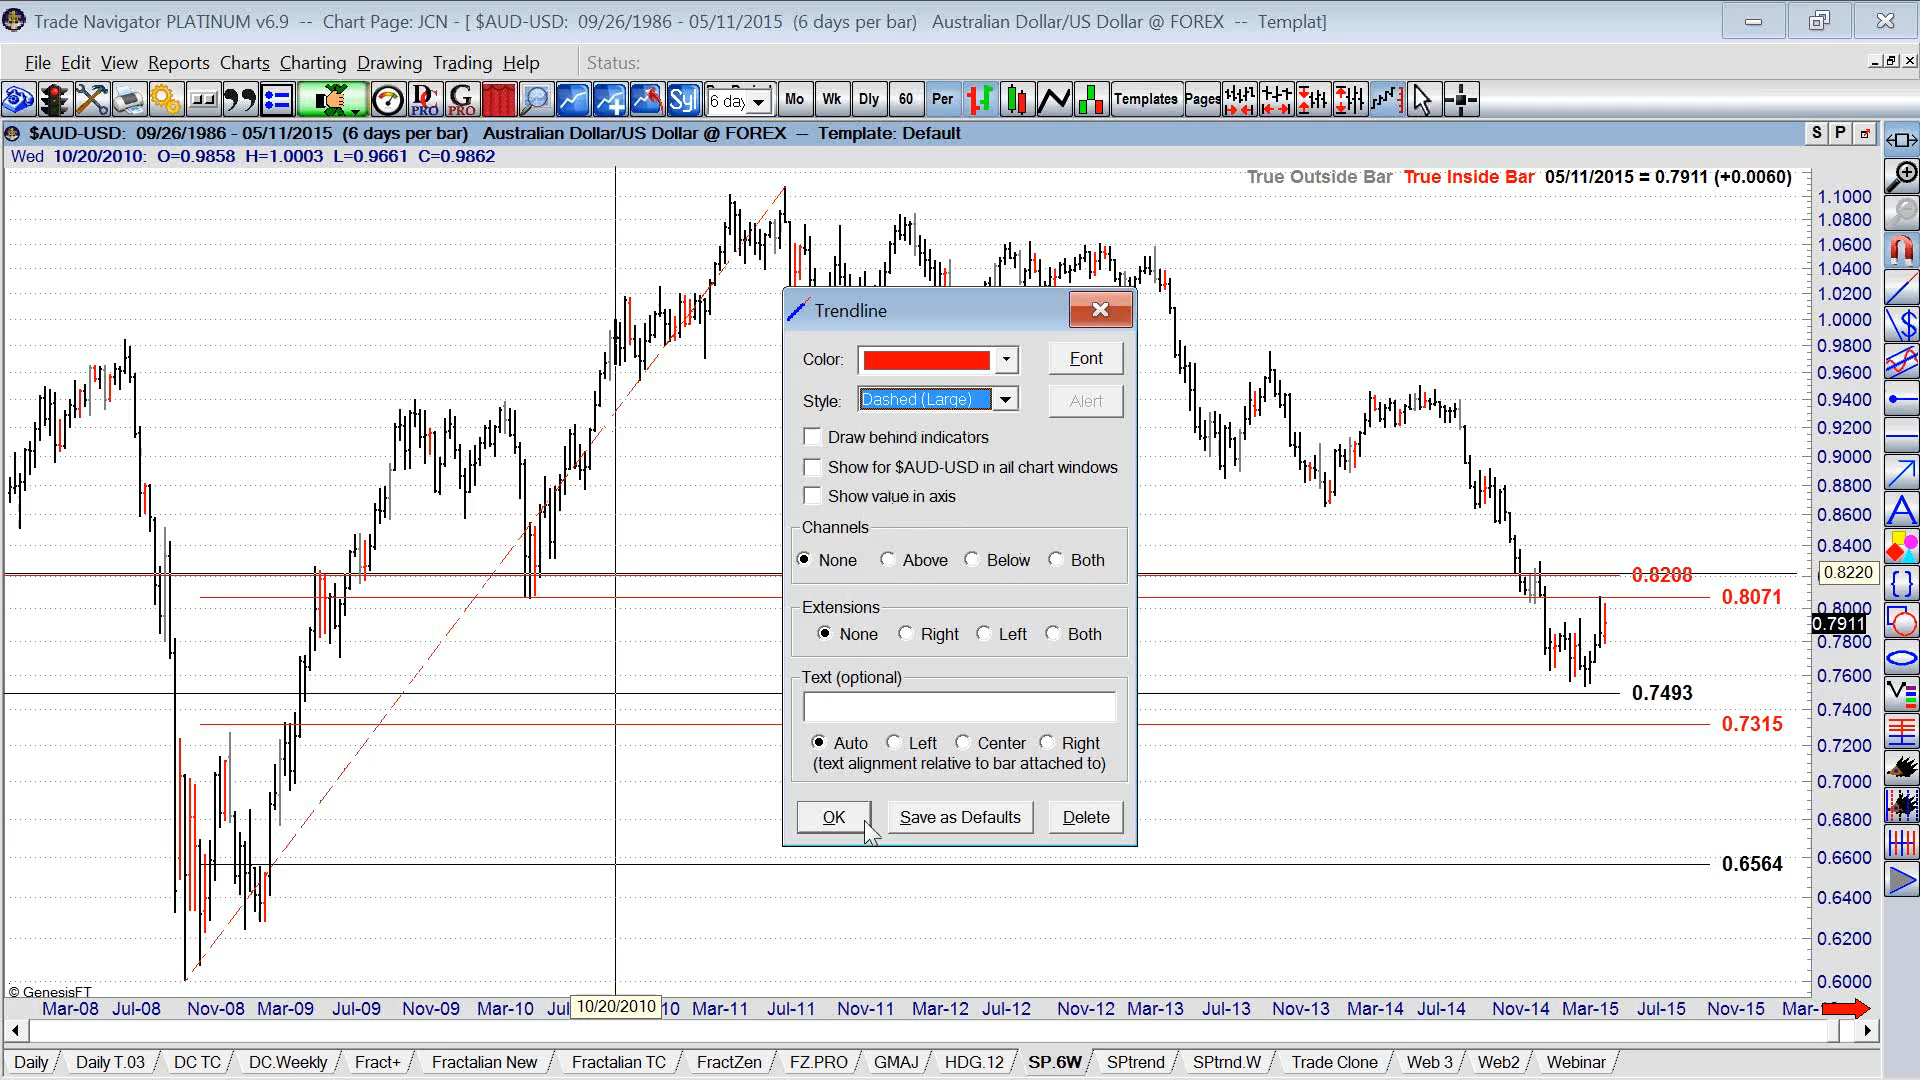 Trade Navigator PLATINUM v6.9 -- Chart Page: JCN - [ $AUD-USD: 09/26/1986 - 05/11/2015 (6 days per bar) Australian Dollar/US Dollar @ FOREX -- Templat]
File Edit View Reports Charts Charting Drawing Trading Help Status:
PRO PRO Syl 6 day Mo Wk Dly 60 Per Templates Pages
$AUD-USD: 09/26/1986 - 05/11/2015 (6 days per bar) Australian Dollar/US Dollar @ FOREX -- Template: Default S P
Wed 10/20/2010: O=0.9858 H=1.0003 L=0.9661 C=0.9862
True Outside Bar True Inside Bar 05/11/2015 = 0.7911 (+0.0060)
1.1000
1.0800
1.0600
1.0400
1.0200
1.0000
0.9800
0.9600
0.9400
0.9200
0.9000
0.8800
0.8600
0.8400
0.8220
0.8000
0.7911
0.7800
0.7600
0.7400
0.7200
0.7000
0.6800
0.6600
0.6400
0.6200
0.6000
0.8208
0.8071
0.7493
0.7315
0.6564
Trendline
Color: Font
Style: Dashed (Large) Alert
Draw behind indicators
Show for $AUD-USD in all chart windows
Show value in axis
Channels
None Above Below Both
Extensions
None Right Left Both
Text (optional)
Auto Left Center Right
(text alignment relative to bar attached to)
OK Save as Defaults Delete
© GenesisFT
Mar-08 Jul-08 Nov-08 Mar-09 Jul-09 Nov-09 Mar-10 Jul 10/20/2010 10 Mar-11 Jul-11 Nov-11 Mar-12 Jul-12 Nov-12 Mar-13 Jul-13 Nov-13 Mar-14 Jul-14 Nov-14 Mar-15 Jul-15 Nov-15 Mar-
Daily Daily T.03 DC TC DC.Weekly Fract+ Fractalian New Fractalian TC FractZen FZ.PRO GMAJ HDG.12 SP.6W SPtrend SPtrnd.W Trade Clone Web 3 Web2 Webinar